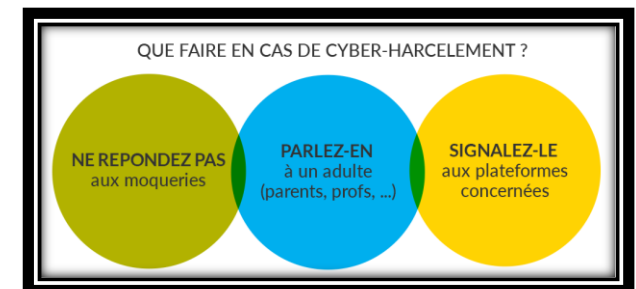 QUE FAIRE EN CAS DE CYBER-HARCELEMENT ?
NE REPONDEZ PAS
aux moqueries
PARLEZ-EN
à un adulte
(parents, profs, ...)
SIGNALEZ-LE
aux plateformes
concernées